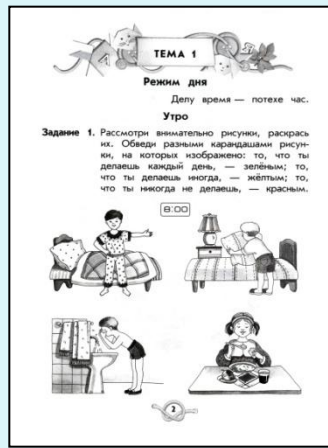 ТЕМА 1
Режим дня
Делу время — потехе час.
Утро
Задание 1. Рассмотри внимательно рисунки, раскрась
их. Обведи разными карандашами рисун-
ки, на которых изображено: то, что ты
делаешь каждый день, — зелёным; то,
что ты делаешь иногда, — жёлтым; то,
что ты никогда не делаешь, — красным.
8:00
3